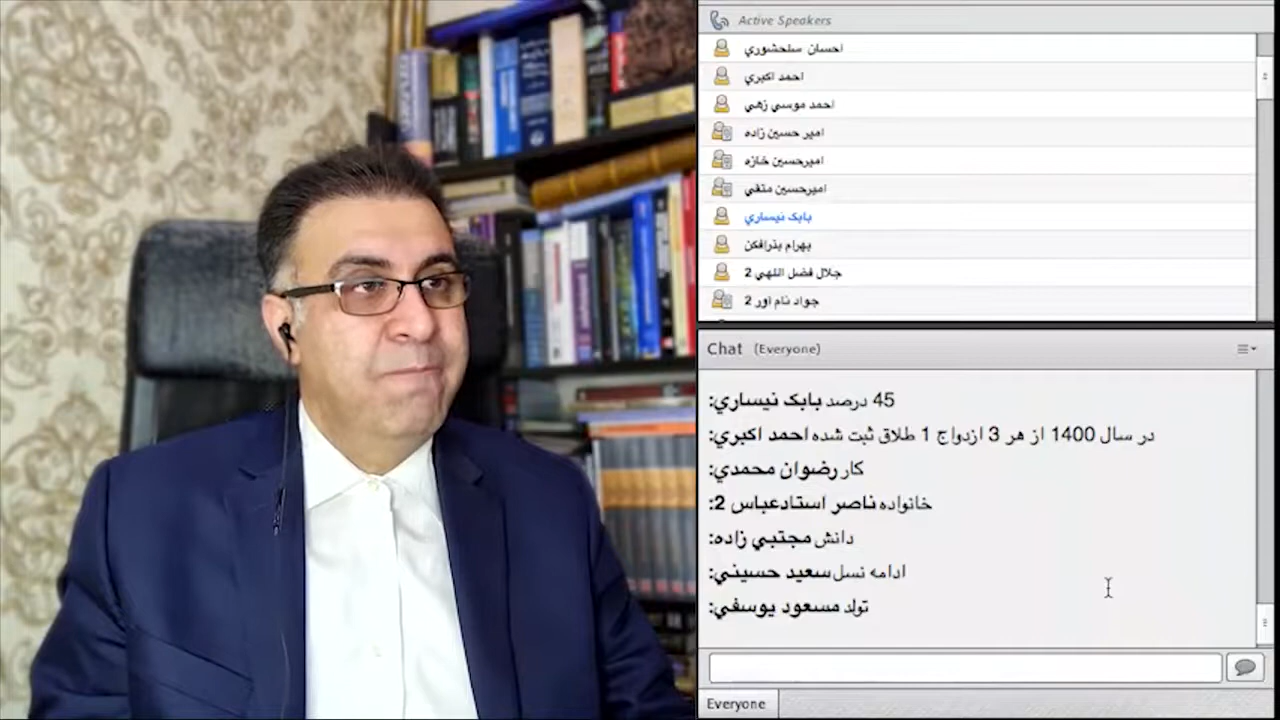 Active Speakers
احسان سلحشوري
احمد اكبري
احمد موسي زهي
امير حسين زاده
اميرحسين خازه
اميرحسين متقي
بابک نيساري
بهرام بذرافكن
جلال فضل اللهي 2
جواد نام اور 2
Chat (Everyone)
بابک نيساري: 45 درصد
احمد اكبري: در سال 1400 از هر 3 ازدواج 1 طلاق ثبت شده
رضوان محمدي: کار
ناصر استادعباس 2: خانواده
مجتبي زاده: دانش
سعيد حسيني: ادامه نسل
مسعود يوسفي: تولد
Everyone